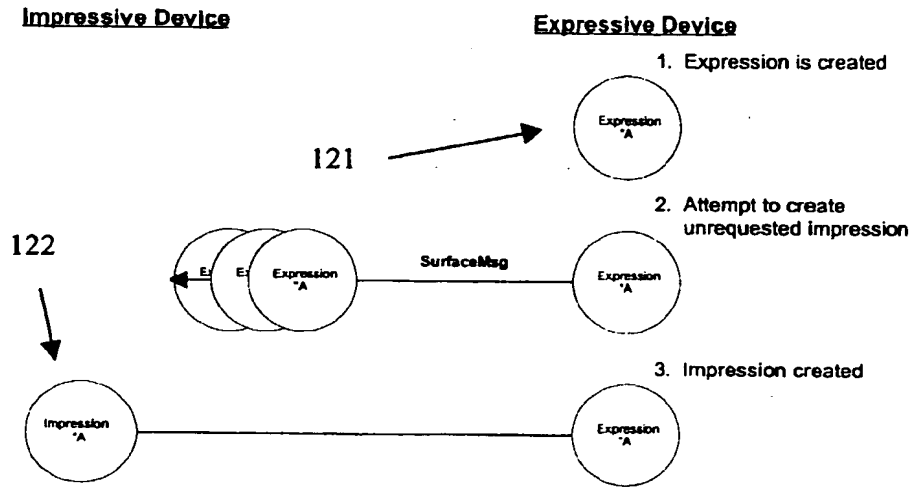 Impressive Device
Expressive Device
1. Expression is created
Expression
"A
121
2. Attempt to create
unrequested impression
122
Ex
E
Expression
"A
SurfaceMsg
Expression
"A
3. Impression created
Impression
"A
Expression
"A